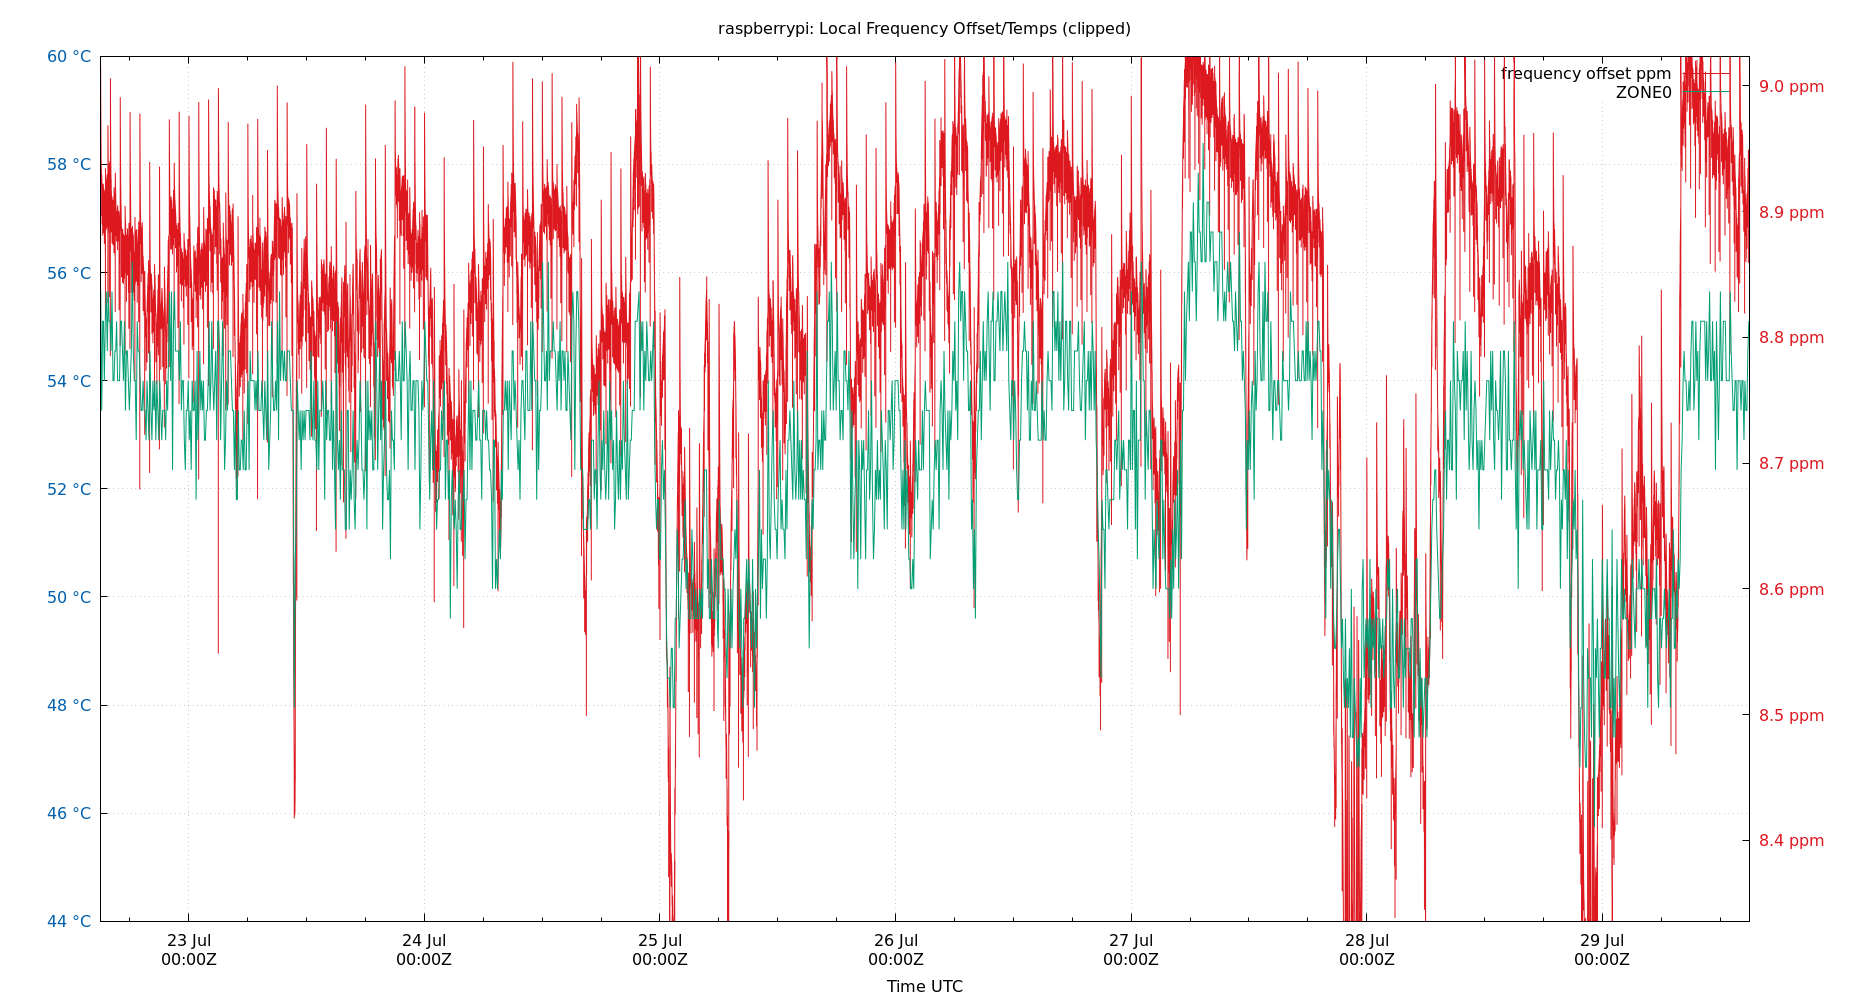 raspberrypi: Local Frequency Offset/Temps (clipped)
frequency offset ppm
ZONE0
60 °C
58 °C
56 °C
54 °C
52 °C
50 °C
48 °C
46 °C
44 °C
9.0 ppm
8.9 ppm
8.8 ppm
8.7 ppm
8.6 ppm
8.5 ppm
8.4 ppm
23 Jul
00:00Z
24 Jul
00:00Z
25 Jul
00:00Z
26 Jul
00:00Z
27 Jul
00:00Z
28 Jul
00:00Z
29 Jul
00:00Z
Time UTC